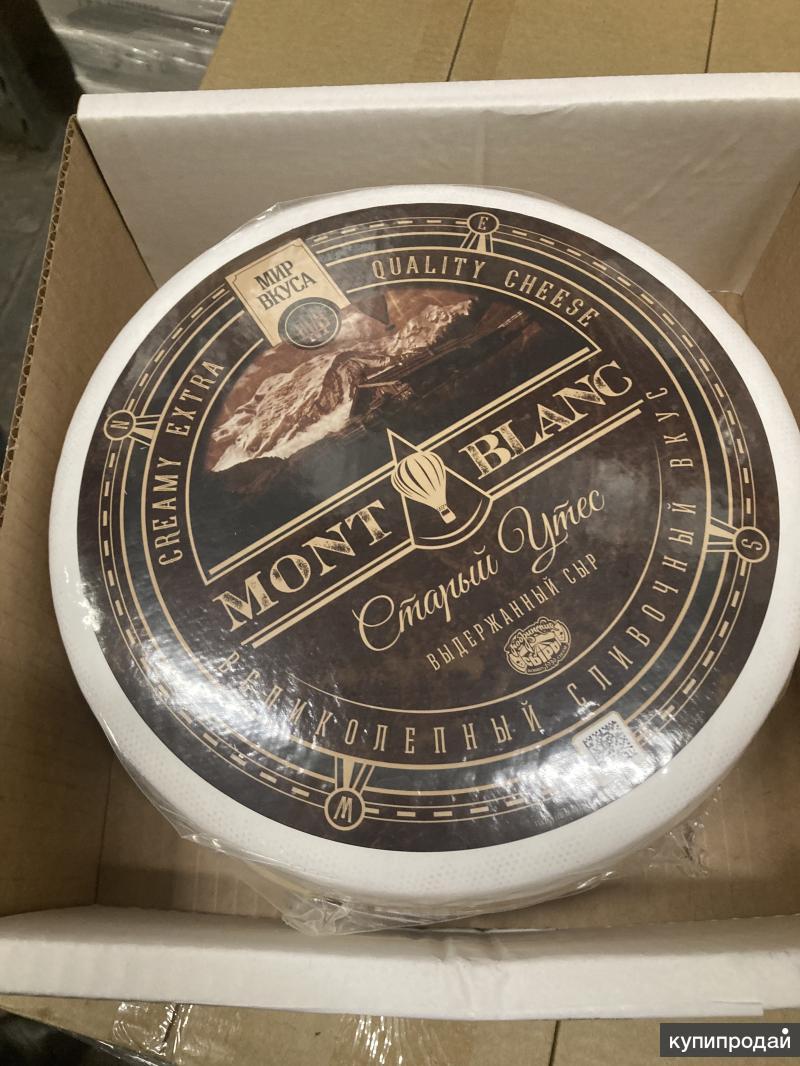 МИР
ВКУСА
QUALITY CHEESE
CREAMY EXTRA
MONT BLANC
Старый Утес
ВЫДЕРЖАННЫЙ СЫР
ВЕЛИКОЛЕПНЫЙ СЛИВОЧНЫЙ ВКУС
N
E
S
W
купипродай